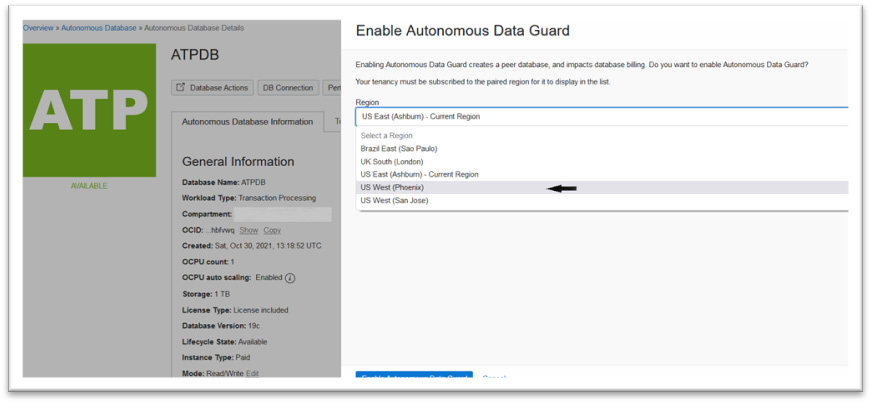 Overview » Autonomous Database » Autonomous Database Details
ATP
AVAILABLE
ATPDB
Database Actions
DB Connection
Autonomous Database Information
General Information
Database Name: ATPDB
Workload Type: Transaction Processing
Compartment:
OCID: ...hbfvwq Show Copy
Created: Sat, Oct 30, 2021, 13:18:52 UTC
OCPU count: 1
OCPU auto scaling: Enabled
Storage: 1 TB
License Type: License included
Database Version: 19c
Lifecycle State: Available
Instance Type: Paid
Mode: Read/Write Edit
Enable Autonomous Data Guard
Enabling Autonomous Data Guard creates a peer database, and impacts database billing. Do you want to enable Autonomous Data Guard?
Your tenancy must be subscribed to the paired region for it to display in the list.
Region
US East (Ashburn) - Current Region
Select a Region
Brazil East (Sao Paulo)
UK South (London)
US East (Ashburn) - Current Region
US West (Phoenix)
US West (San Jose)